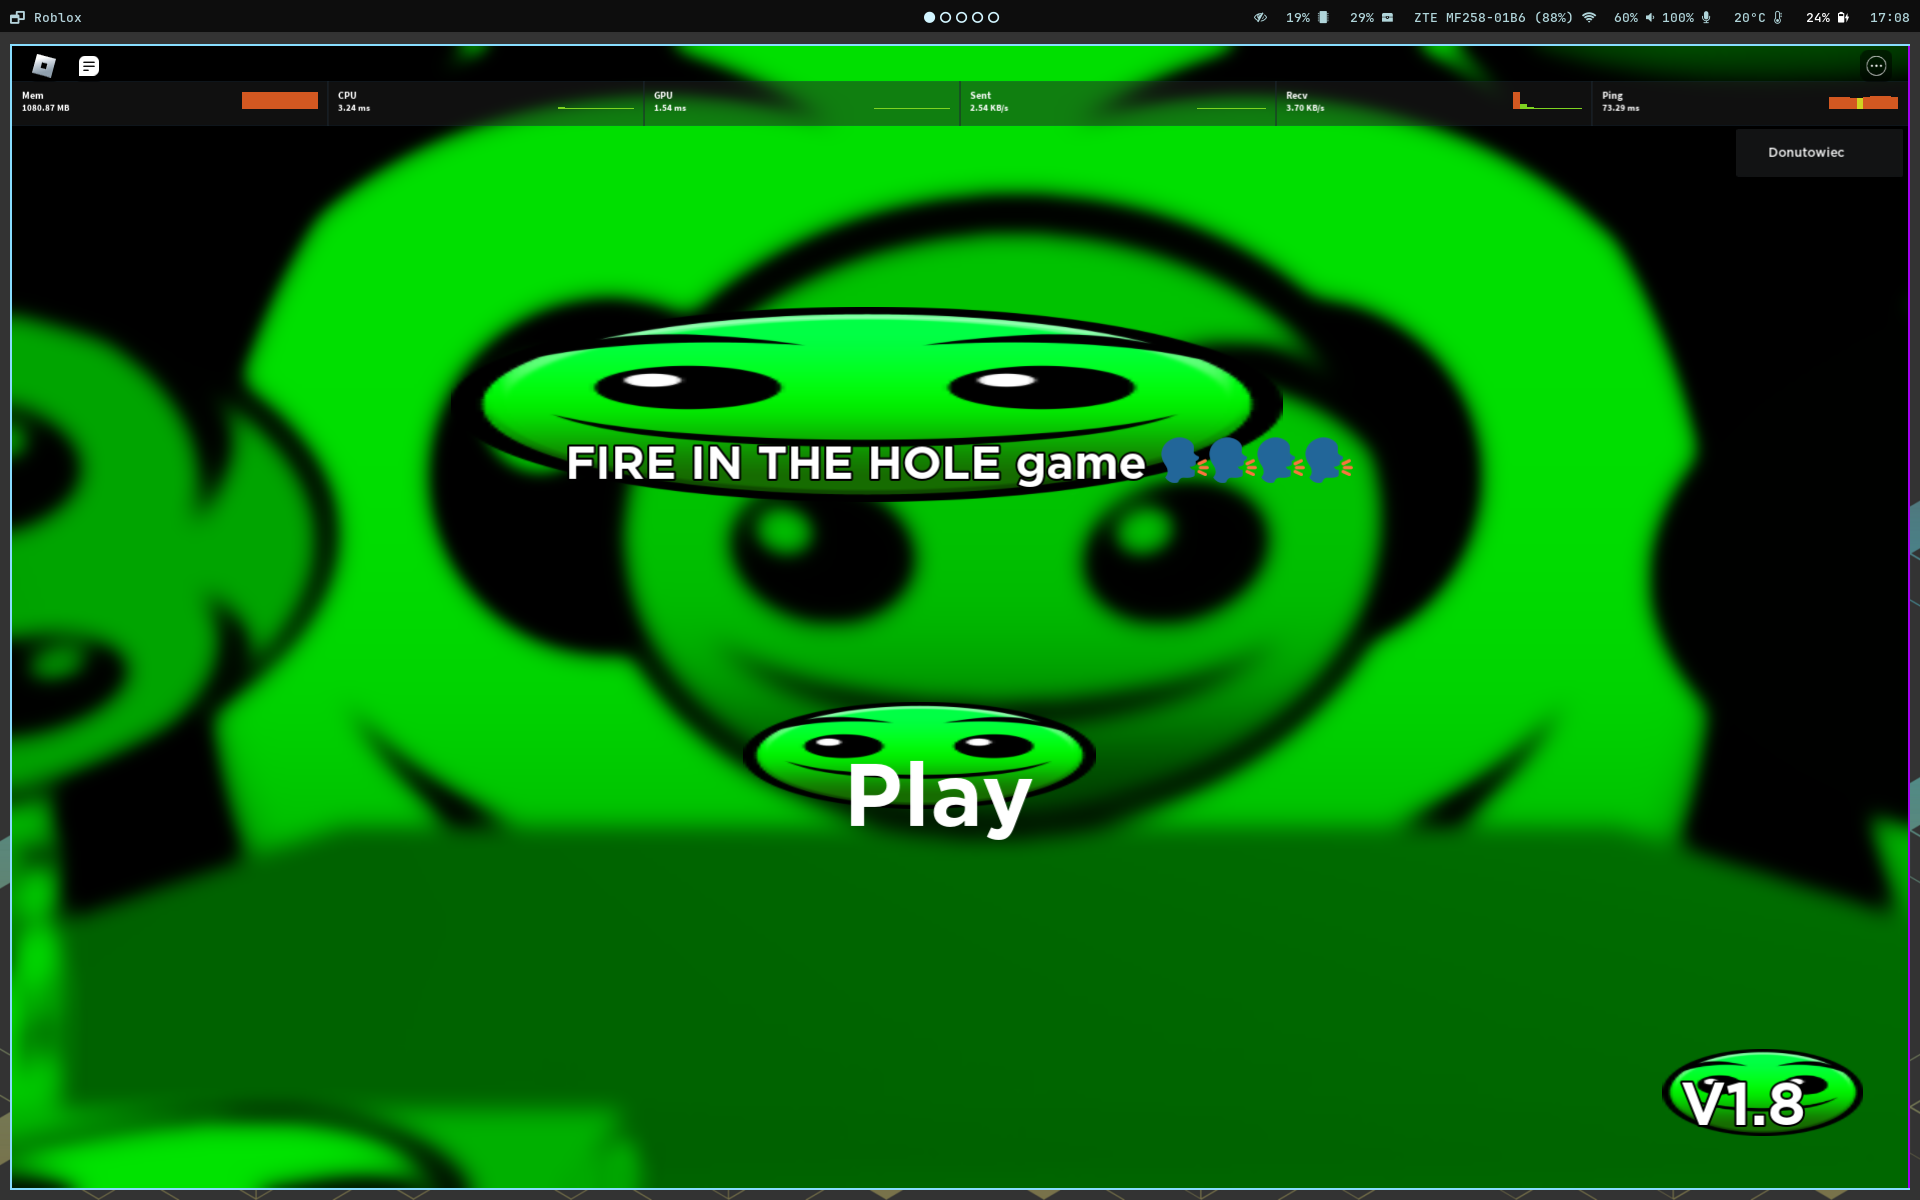 Roblox
19% 29% ZTE MF258-01B6 (88%) 60% 100% 20°C 24% 17:08
Mem CPU GPU Sent Recv Ping
1080.87 MB 3.24 ms 1.54 ms 2.54 KB/s 3.70 KB/s 73.29 ms
Donutowiec
FIRE IN THE HOLE game 🗣🗣🗣🗣
Play
V1.8